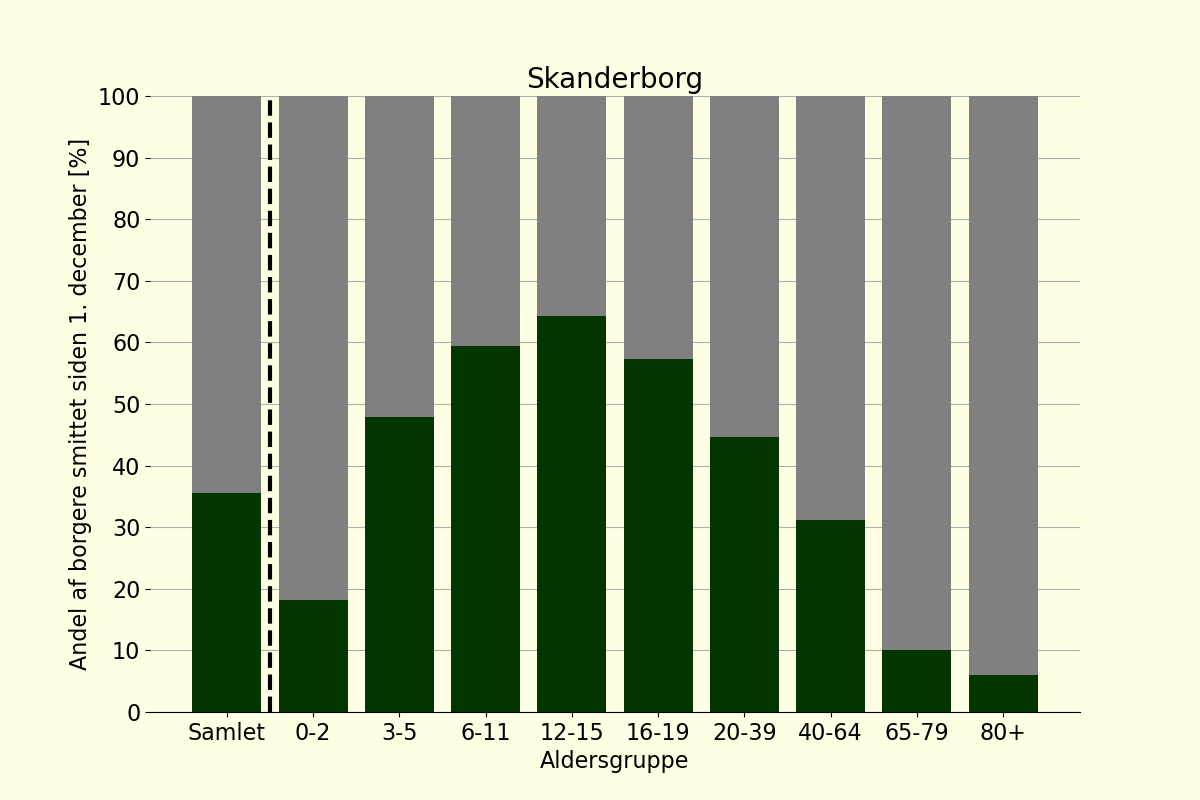 Skanderborg
Andel af borgere smittet siden 1. december [%]
100
90
80
70
60
50
40
30
20
10
0
Samlet 0-2 3-5 6-11 12-15 16-19 20-39 40-64 65-79 80+
Aldersgruppe